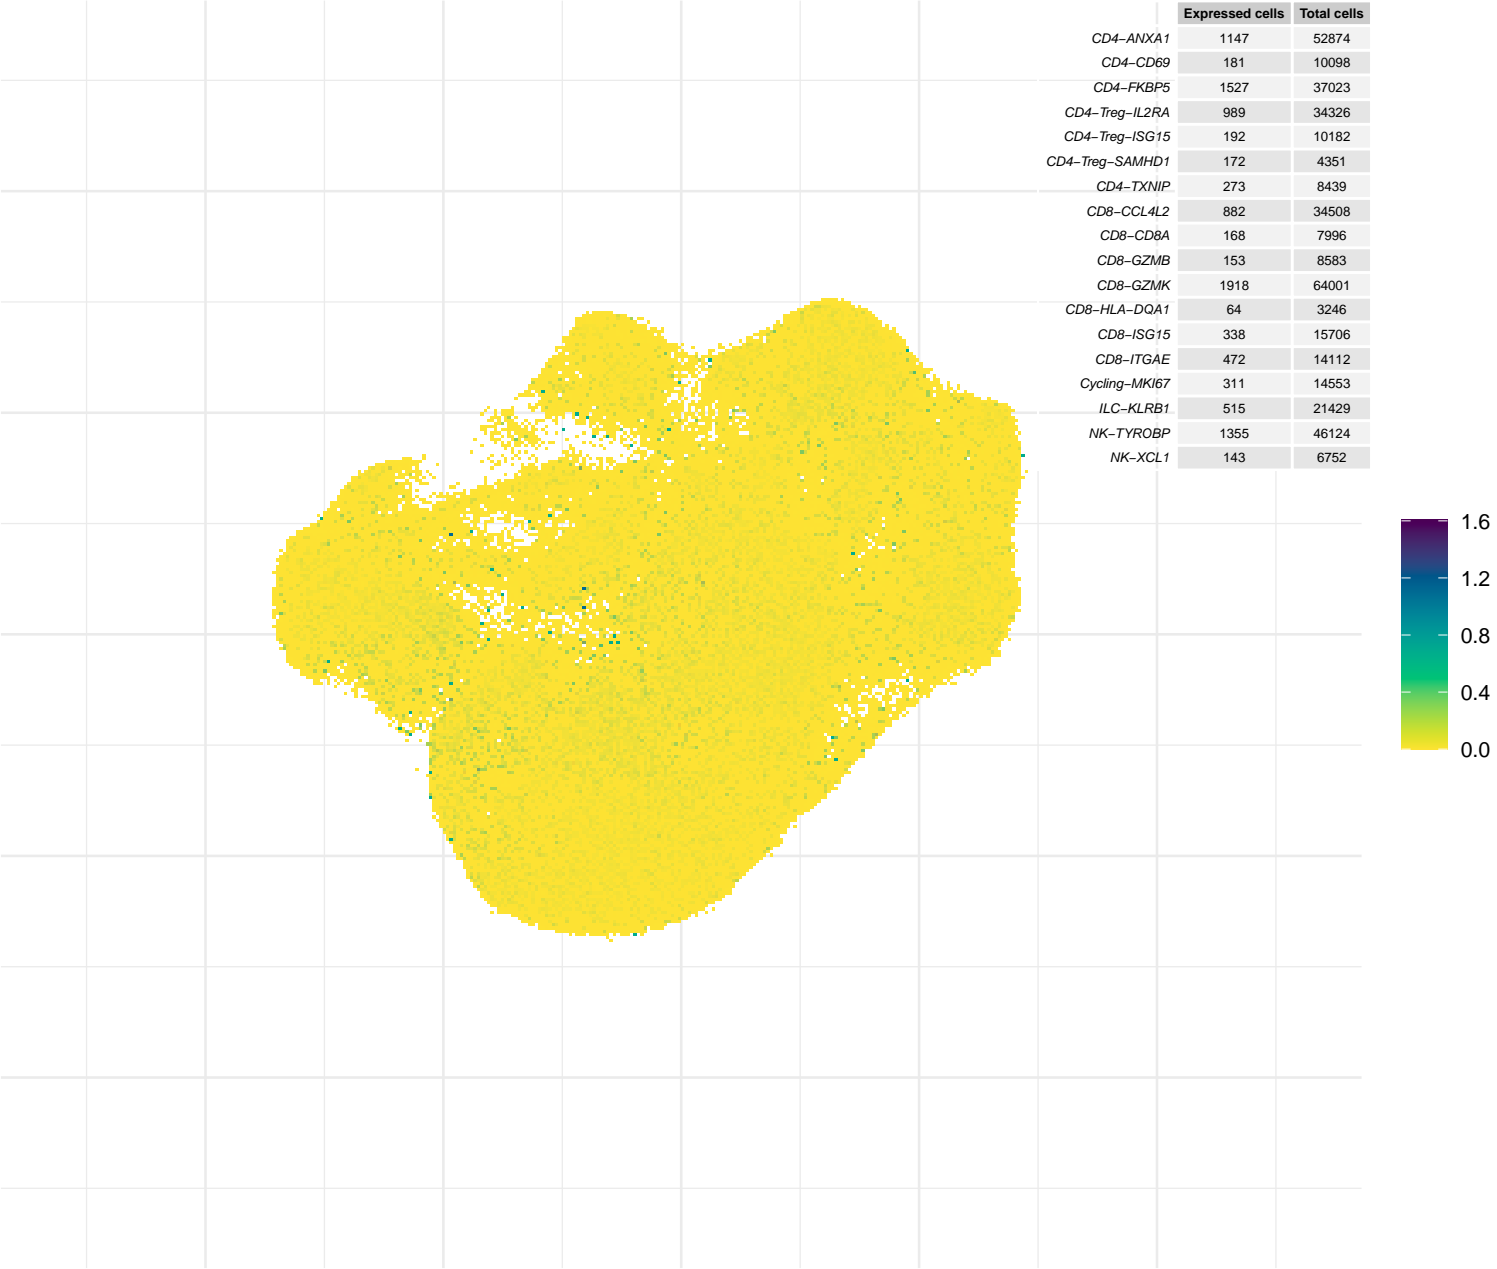 Expressed cells Total cells
CD4−ANXA1 1147 52874
CD4−CD69 181 10098
CD4−FKBP5 1527 37023
CD4−Treg−IL2RA 989 34326
CD4−Treg−ISG15 192 10182
CD4−Treg−SAMHD1 172 4351
CD4−TXNIP 273 8439
CD8−CCL4L2 882 34508
CD8−CD8A 168 7996
CD8−GZMB 153 8583
CD8−GZMK 1918 64001
CD8−HLA−DQA1 64 3246
CD8−ISG15 338 15706
CD8−ITGAE 472 14112
Cycling−MKI67 311 14553
ILC−KLRB1 515 21429
NK−TYROBP 1355 46124
NK−XCL1 143 6752
1.6
1.2
0.8
0.4
0.0